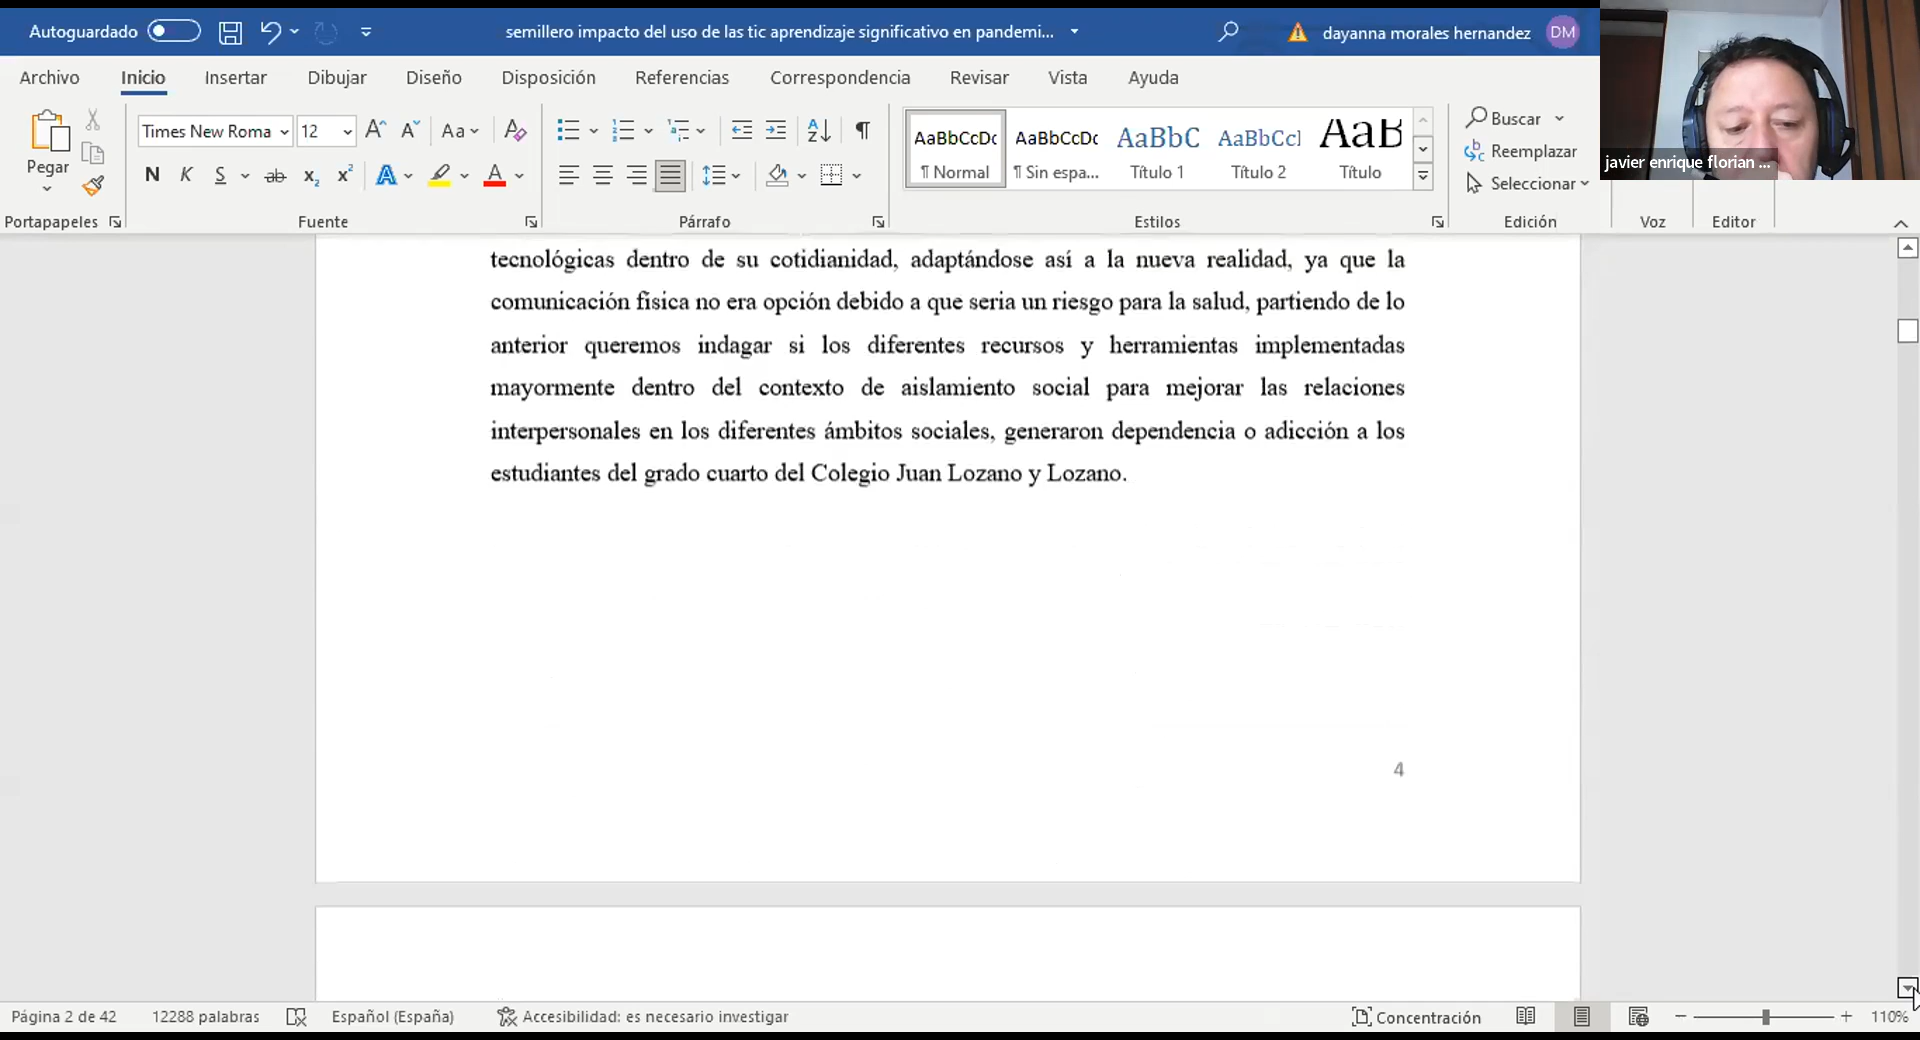 Autoguardado
semillero impacto del uso de las tic aprendizaje significativo en pandemi...
dayanna morales hernandez
DM
Archivo Inicio Insertar Dibujar Diseño Disposición Referencias Correspondencia Revisar Vista Ayuda
Pegar
Times New Roma 12
Aa
N K S ab x₂ x² A A
AaBbCcDc AaBbCcDc AaBbC AaBbCcI AaB
¶ Normal ¶ Sin espa... Título 1 Título 2 Título
Buscar
Reemplazar
Seleccionar
javier enrique florian ...
Portapapeles Fuente Párrafo Estilos Edición Voz Editor
tecnológicas dentro de su cotidianidad, adaptándose así a la nueva realidad, ya que la
comunicación física no era opción debido a que seria un riesgo para la salud, partiendo de lo
anterior queremos indagar si los diferentes recursos y herramientas implementadas
mayormente dentro del contexto de aislamiento social para mejorar las relaciones
interpersonales en los diferentes ámbitos sociales, generaron dependencia o adicción a los
estudiantes del grado cuarto del Colegio Juan Lozano y Lozano.
4
Página 2 de 42 12288 palabras Español (España) Accesibilidad: es necesario investigar Concentración 110%